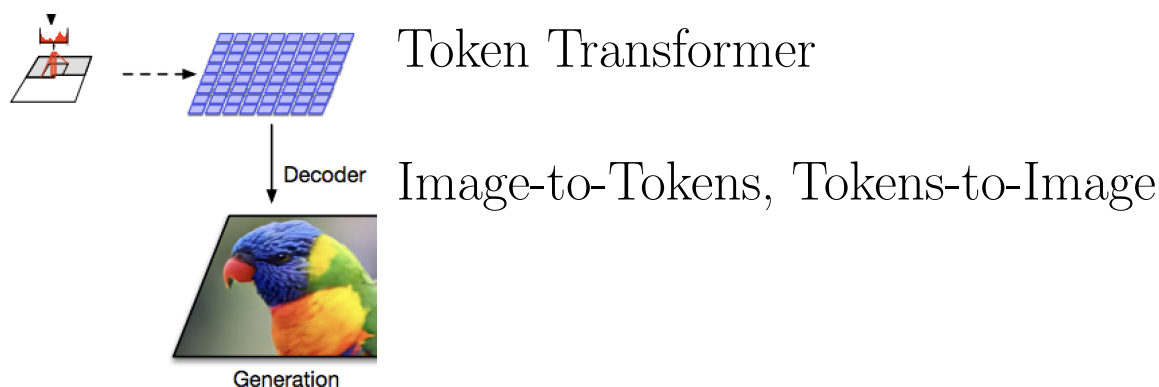 Token Transformer
Decoder
Image-to-Tokens, Tokens-to-Image
Generation